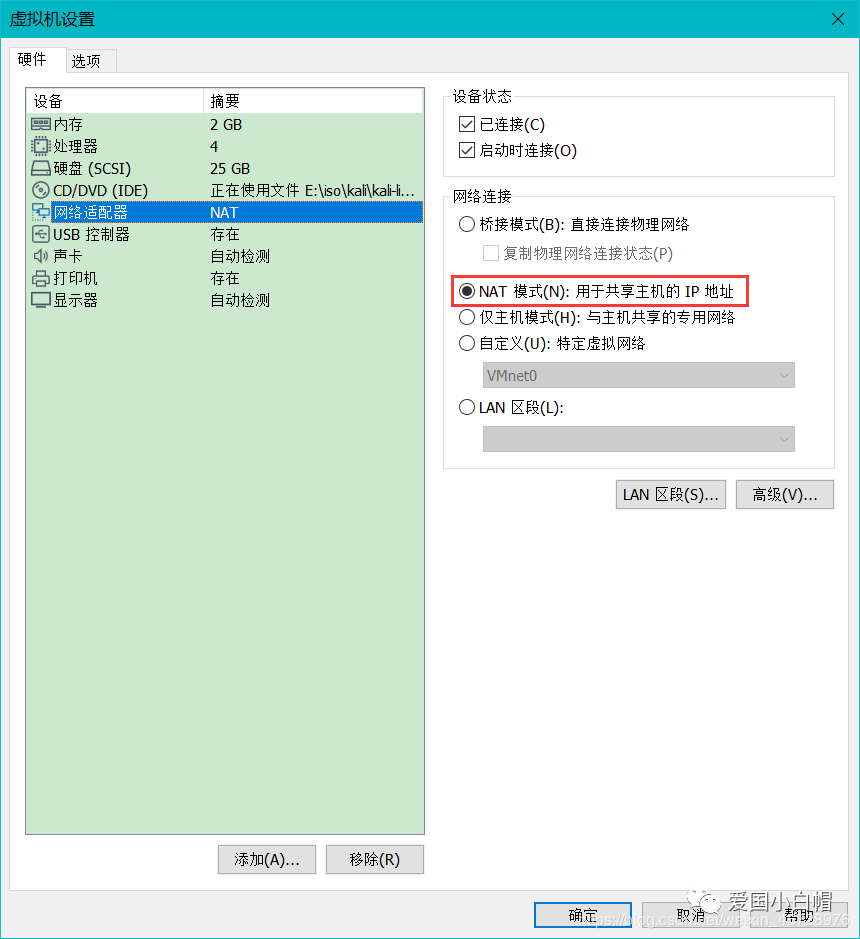 虚拟机设置
硬件 选项
设备 摘要
内存 2 GB
处理器 4
硬盘 (SCSI) 25 GB
CD/DVD (IDE) 正在使用文件 E:\iso\kali\kali-li...
网络适配器 NAT
USB 控制器 存在
声卡 自动检测
打印机 存在
显示器 自动检测
添加(A)... 移除(R)
设备状态
已连接(C)
启动时连接(O)
网络连接
桥接模式(B): 直接连接物理网络
复制物理网络连接状态(P)
NAT 模式(N): 用于共享主机的 IP 地址
仅主机模式(H): 与主机共享的专用网络
自定义(U): 特定虚拟网络
VMnet0
LAN 区段(L):
LAN 区段(S)... 高级(V)...
确定 取消 帮助
爱国小白帽